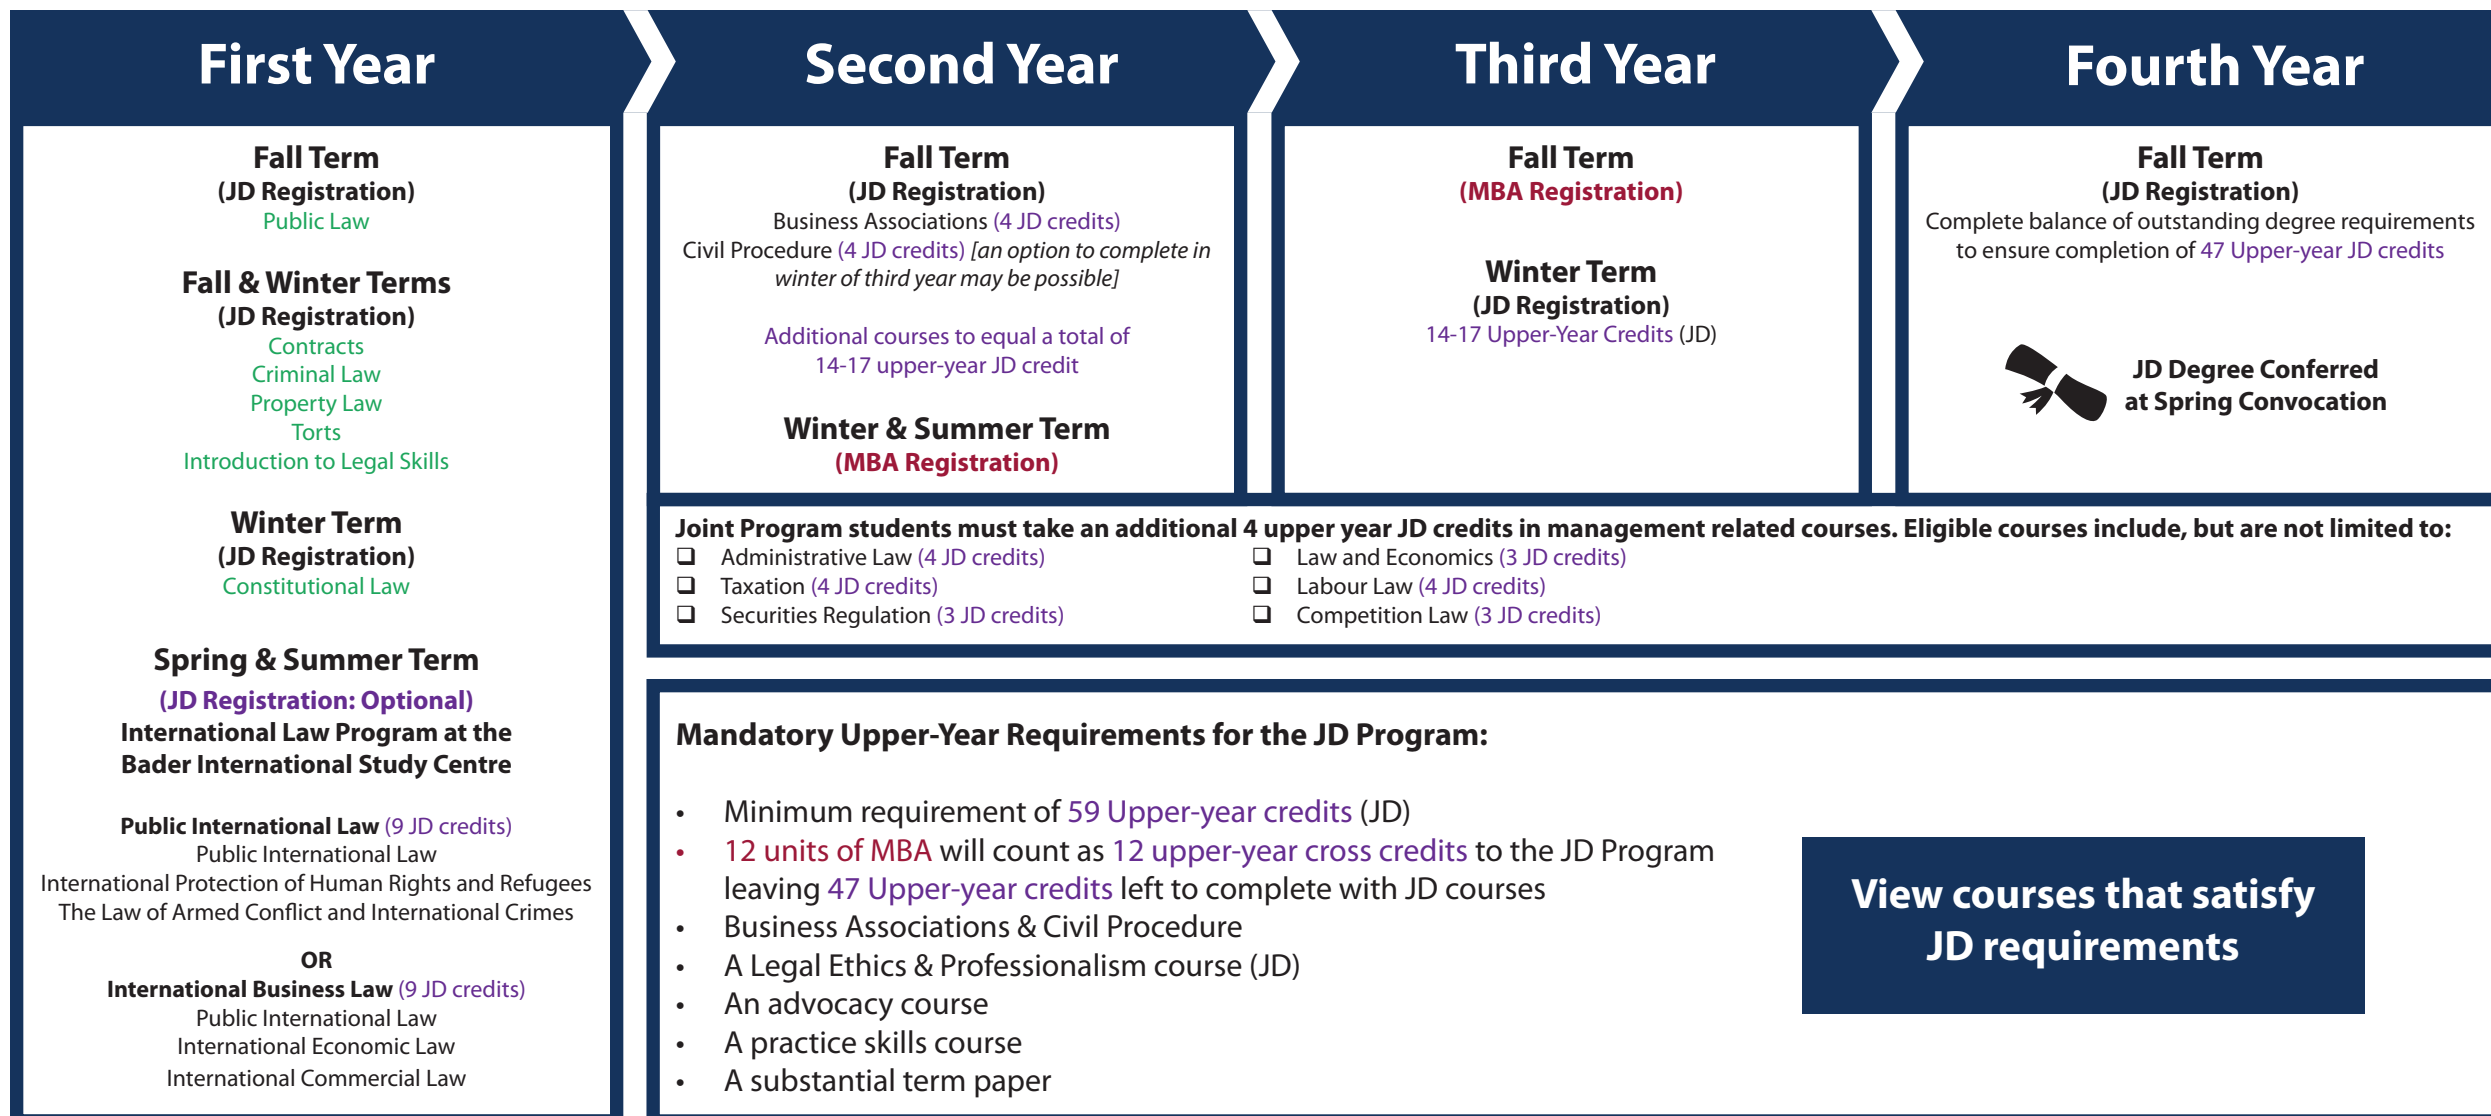 First Year
Fall Term
(JD Registration)
Public Law
Fall & Winter Terms
(JD Registration)
Contracts
Criminal Law
Property Law
Torts
Introduction to Legal Skills
Winter Term
(JD Registration)
Constitutional Law
Spring & Summer Term
(JD Registration: Optional)
International Law Program at the
Bader International Study Centre
Public International Law (9 JD credits)
Public International Law
International Protection of Human Rights and Refugees
The Law of Armed Conflict and International Crimes
OR
International Business Law (9 JD credits)
Public International Law
International Economic Law
International Commercial Law
Second Year
Fall Term
(JD Registration)
Business Associations (4 JD credits)
Civil Procedure (4 JD credits) [an option to complete in
winter of third year may be possible]
Additional courses to equal a total of
14-17 upper-year JD credit
Winter & Summer Term
(MBA Registration)
Third Year
Fall Term
(MBA Registration)
Winter Term
(JD Registration)
14-17 Upper-Year Credits (JD)
Fourth Year
Fall Term
(JD Registration)
Complete balance of outstanding degree requirements
to ensure completion of 47 Upper-year JD credits
JD Degree Conferred
at Spring Convocation
Joint Program students must take an additional 4 upper year JD credits in management related courses. Eligible courses include, but are not limited to:
❑ Administrative Law (4 JD credits)
❑ Taxation (4 JD credits)
❑ Securities Regulation (3 JD credits)
❑ Law and Economics (3 JD credits)
❑ Labour Law (4 JD credits)
❑ Competition Law (3 JD credits)
Mandatory Upper-Year Requirements for the JD Program:
• Minimum requirement of 59 Upper-year credits (JD)
• 12 units of MBA will count as 12 upper-year cross credits to the JD Program
leaving 47 Upper-year credits left to complete with JD courses
• Business Associations & Civil Procedure
• A Legal Ethics & Professionalism course (JD)
• An advocacy course
• A practice skills course
• A substantial term paper
View courses that satisfy
JD requirements